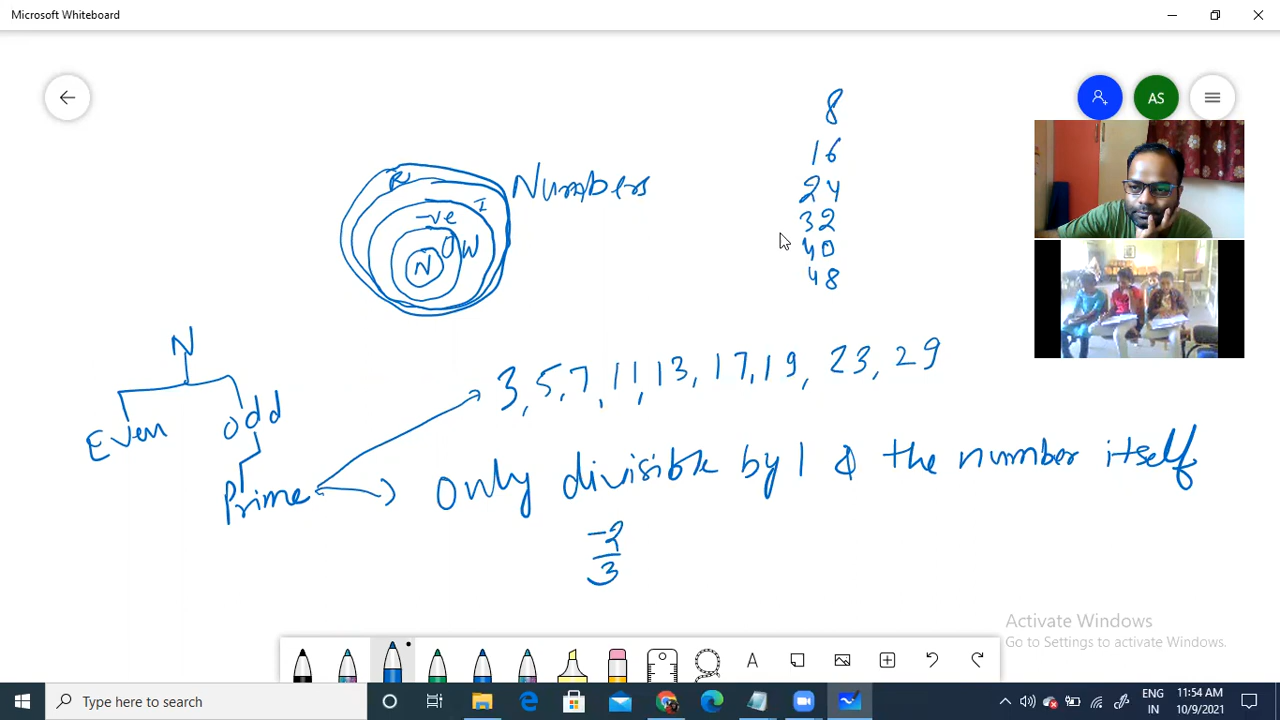 Microsoft Whiteboard
AS
8
16
24
32
40
48
Numbers
R
I
-ve
0 W
N
N
Even
Odd
Prime
3, 5, 7, 11, 13, 17, 19, 23, 29
Only divisible by 1 & the number itself
-2
3
Activate Windows
Go to Settings to activate Windows.
A
Type here to search
ENG
IN
11:54 AM
10/9/2021